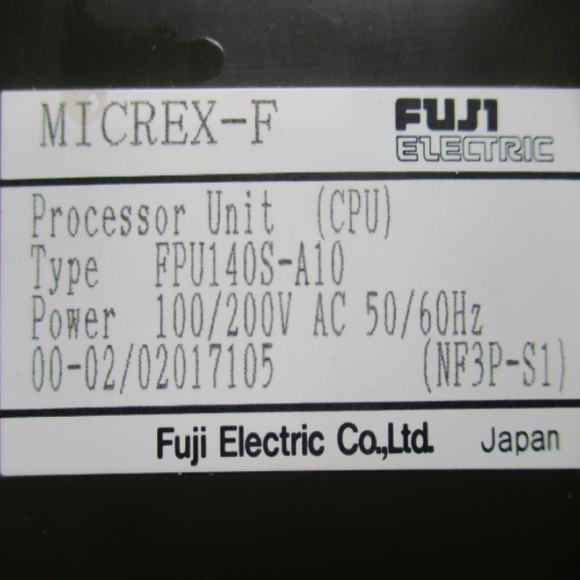 MICREX-F FUJI
ELECTRIC
Processor Unit (CPU)
Type FPU140S-A10
Power 100/200V AC 50/60Hz
00-02/02017105 (NF3P-S1)
Fuji Electric Co.,Ltd. Japan